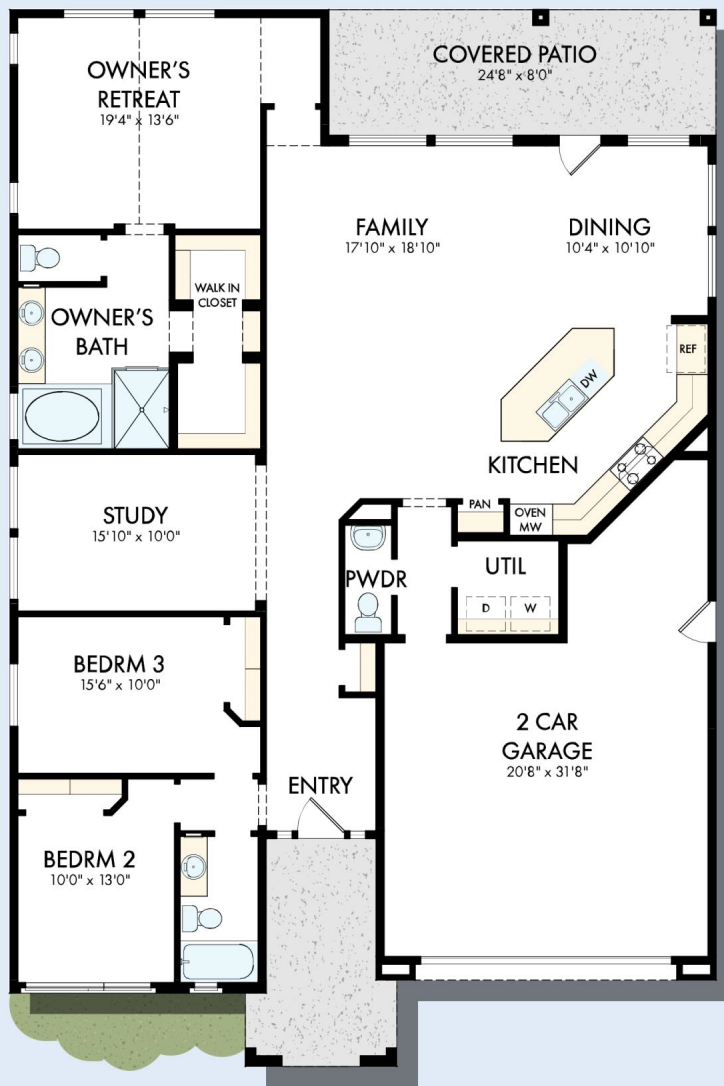 OWNER'S
RETREAT
19'4" x 13'6"
COVERED PATIO
24'8" x 8'0"
FAMILY
17'10" x 18'10"
DINING
10'4" x 10'10"
WALK IN
CLOSET
OWNER'S
BATH
REF
DW
KITCHEN
PAN
OVEN
MW
STUDY
15'10" x 10'0"
PWDR
UTIL
D
W
BEDRM 3
15'6" x 10'0"
2 CAR
GARAGE
20'8" x 31'8"
ENTRY
BEDRM 2
10'0" x 13'0"